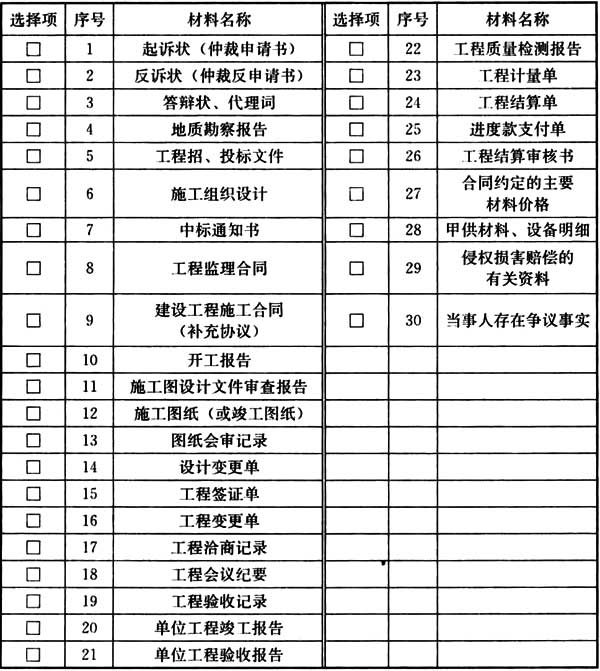 选择项 序号 材料名称 选择项 序号 材料名称
□ 1 起诉状（仲裁申请书） □ 22 工程质量检测报告
□ 2 反诉状（仲裁反申请书） □ 23 工程计量单
□ 3 答辩状、代理词 □ 24 工程结算单
□ 4 地质勘察报告 □ 25 进度款支付单
□ 5 工程招、投标文件 □ 26 工程结算审核书
□ 6 施工组织设计 □ 27 合同约定的主要
材料价格
□ 7 中标通知书 □ 28 甲供材料、设备明细
□ 8 工程监理合同 □ 29 侵权损害赔偿的
有关资料
□ 9 建设工程施工合同
（补充协议） □ 30 当事人存在争议事实
□ 10 开工报告
□ 11 施工图设计文件审查报告
□ 12 施工图纸（或竣工图纸）
□ 13 图纸会审记录
□ 14 设计变更单
□ 15 工程签证单
□ 16 工程变更单
□ 17 工程洽商记录
□ 18 工程会议纪要
□ 19 工程验收记录
□ 20 单位工程竣工报告
□ 21 单位工程验收报告